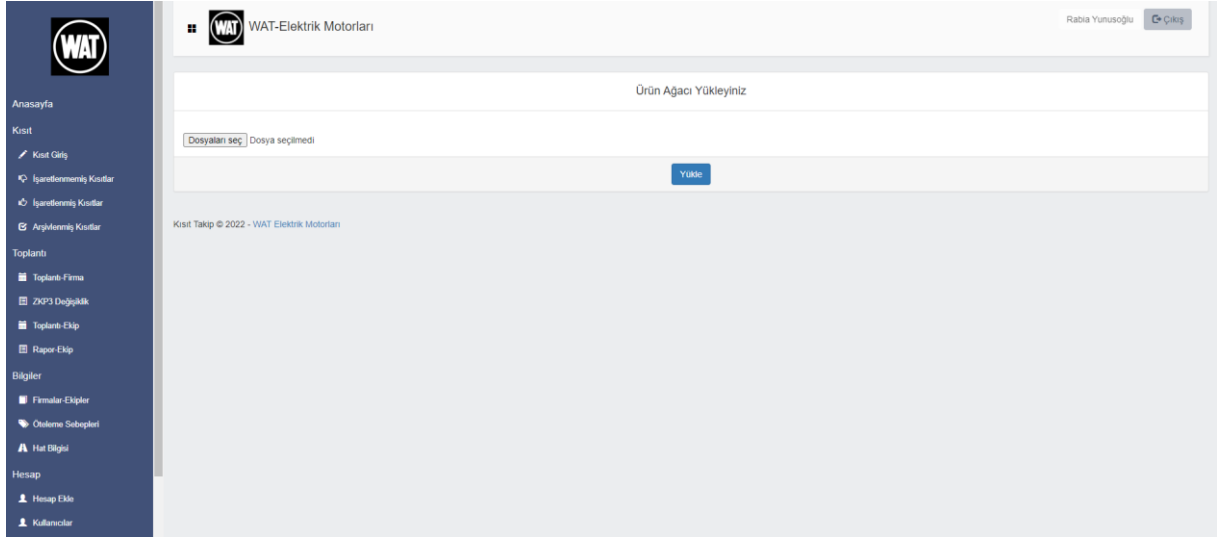 WAT
Anasayfa
Kısıt
Kısıt Giriş
İşaretlenmemiş Kısıtlar
İşaretlenmiş Kısıtlar
Arşivlenmiş Kısıtlar
Toplantı
Toplantı-Firma
ZKP3 Değişiklik
Toplantı-Ekip
Rapor-Ekip
Bilgiler
Firmalar-Ekipler
Öteleme Sebepleri
Hat Bilgisi
Hesap
Hesap Ekle
Kullanıcılar
WAT WAT-Elektrik Motorları
Rabia Yunusoğlu Çıkış
Ürün Ağacı Yükleyiniz
Dosyaları seç Dosya seçilmedi
Yükle
Kısıt Takip © 2022 - WAT Elektrik Motorları